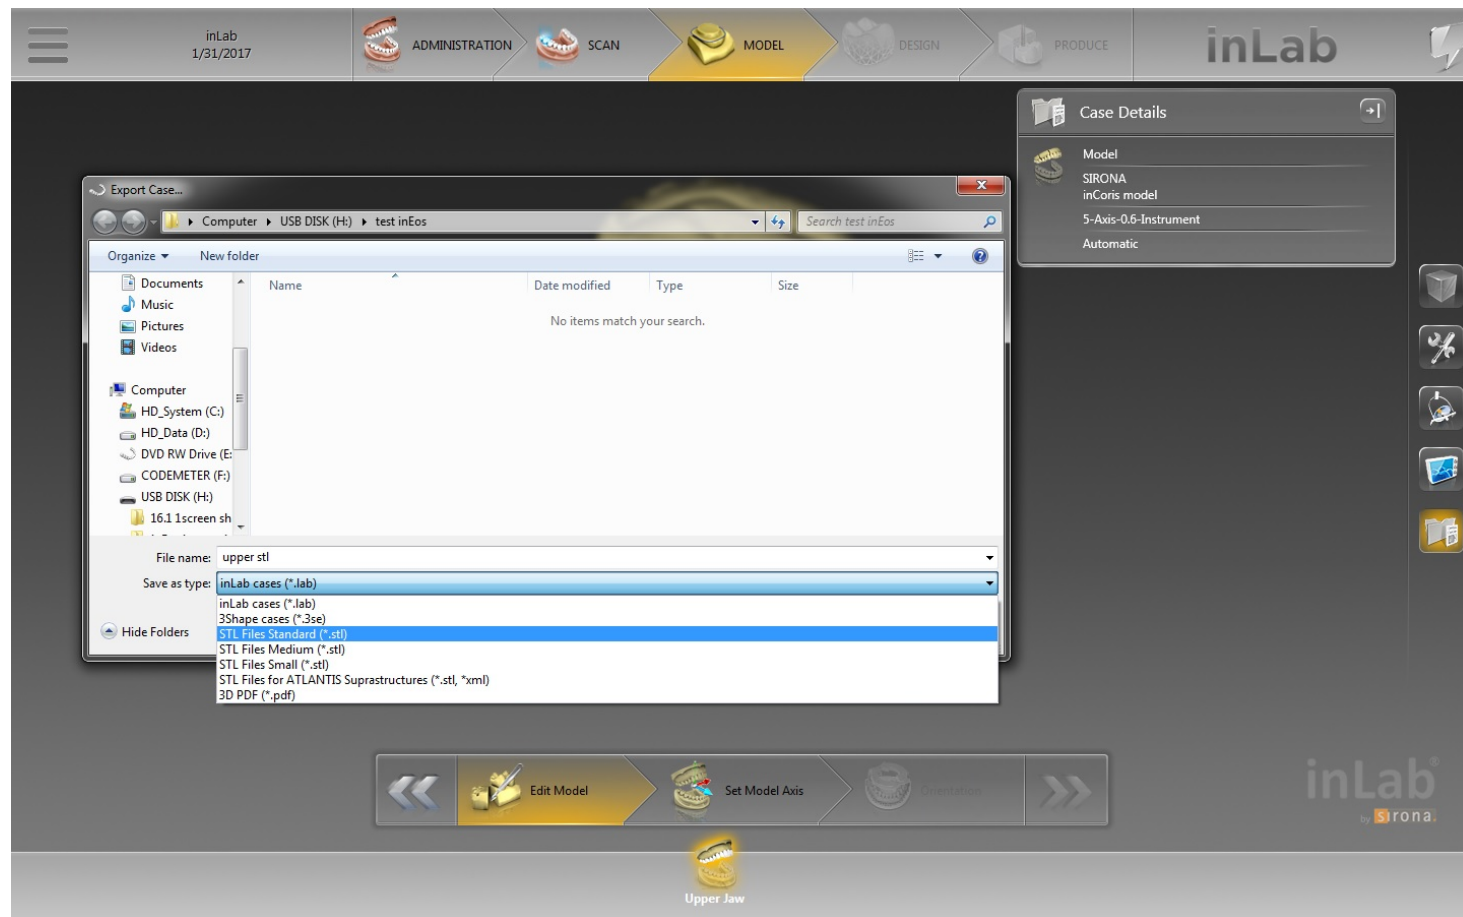 inLab
1/31/2017
ADMINISTRATION
SCAN
MODEL
DESIGN
PRODUCE
inLab
Case Details
Model
SIRONA
inCoris model
5-Axis-0.6-Instrument
Automatic
Export Case...
Computer USB DISK (H:) test inEos
Search test inEos
Organize New folder
Documents
Music
Pictures
Videos
Computer
HD_System (C:)
HD_Data (D:)
DVD RW Drive (E:
CODEMETER (F:)
USB DISK (H:)
16.1 1screen sh
Name Date modified Type Size
No items match your search.
File name: upper stl
Save as type: inLab cases (*.lab)
inLab cases (*.lab)
3Shape cases (*.3se)
STL Files Standard (*.stl)
STL Files Medium (*.stl)
STL Files Small (*.stl)
STL Files for ATLANTIS Suprastructures (*.stl, *xml)
3D PDF (*.pdf)
Hide Folders
Edit Model
Set Model Axis
Orientation
inLab®
by sirona.
Upper Jaw